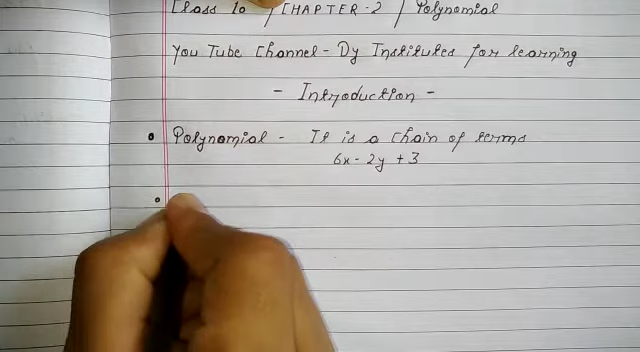 Class 10 / CHAPTER-2 / Polynomial
You Tube Channel - Dy Institutes for learning
- Introduction -
• Polynomial - It is a chain of terms
6x - 2y + 3